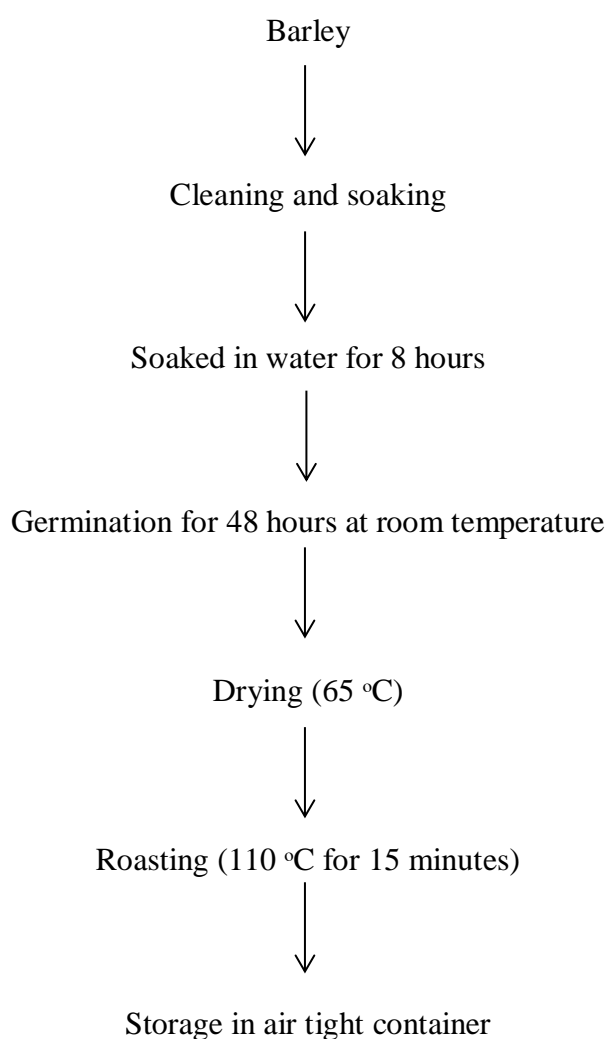 Barley
Cleaning and soaking
Soaked in water for 8 hours
Germination for 48 hours at room temperature
Drying (65 °C)
Roasting (110 °C for 15 minutes)
Storage in air tight container